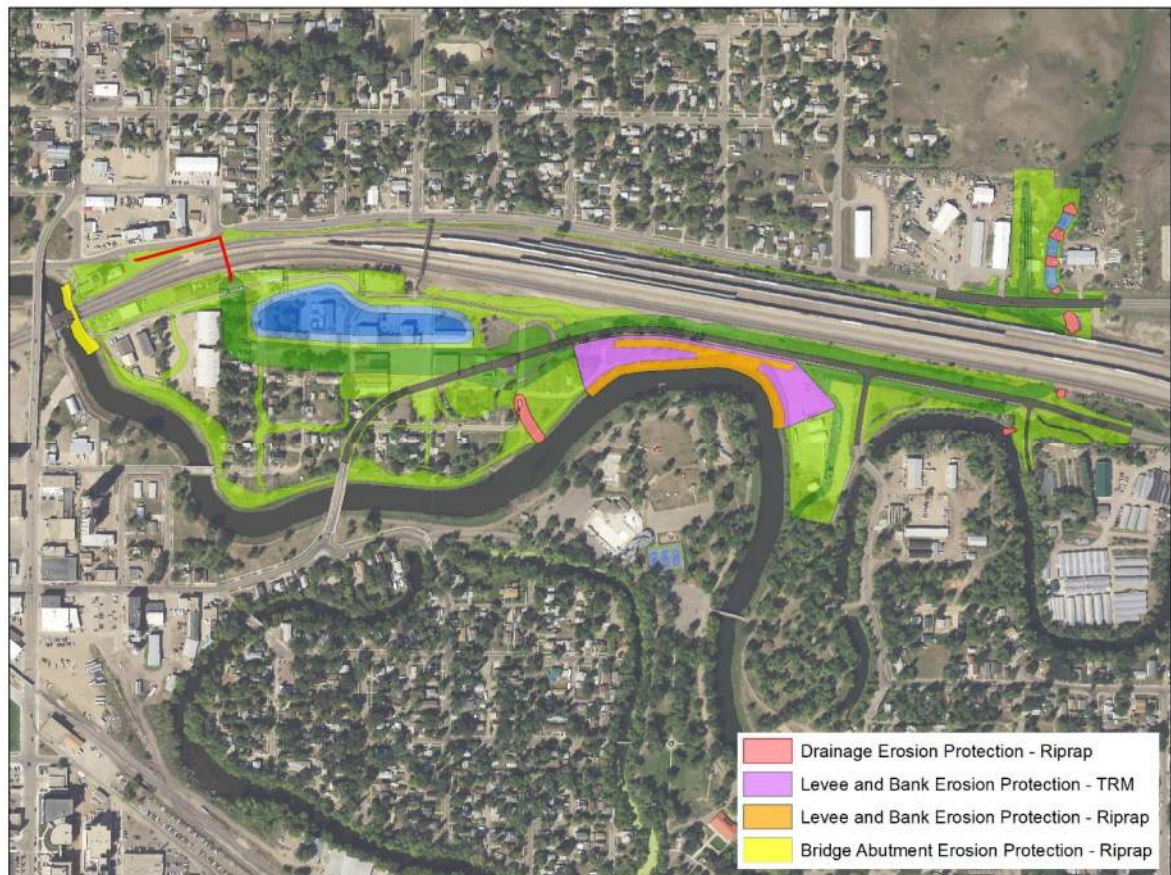 Drainage Erosion Protection - Riprap
Levee and Bank Erosion Protection - TRM
Levee and Bank Erosion Protection - Riprap
Bridge Abutment Erosion Protection - Riprap